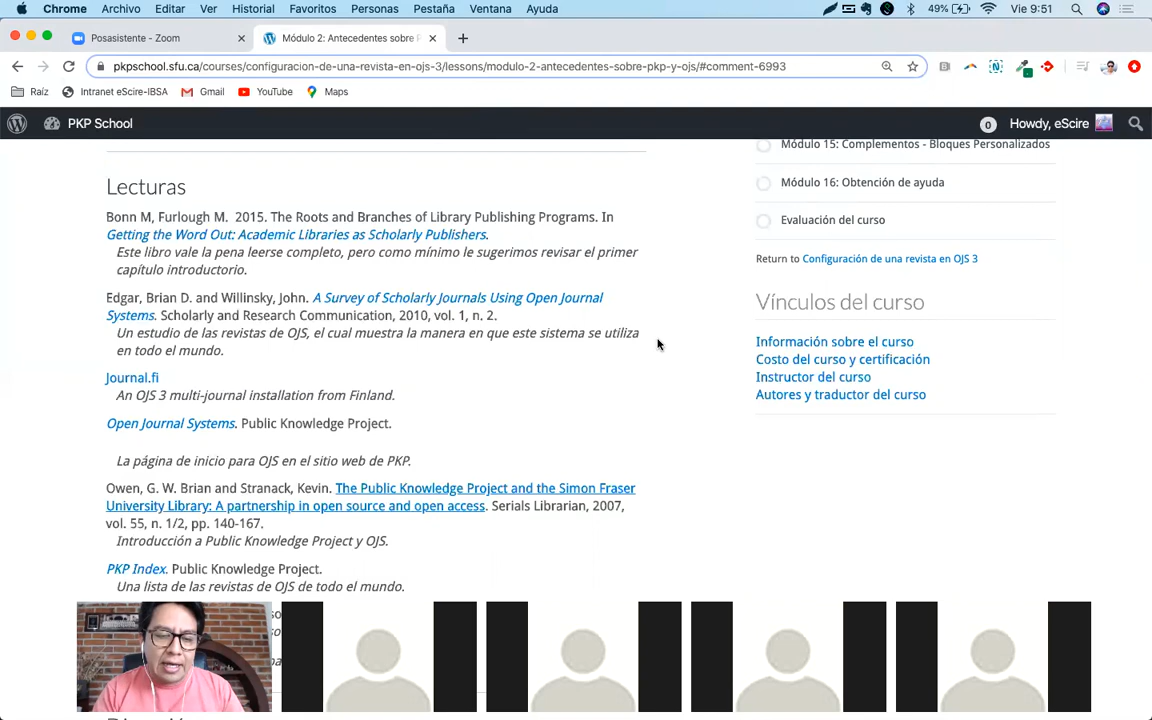 Chrome Archivo Editar Ver Historial Favoritos Personas Pestaña Ventana Ayuda 49% Vie 9:51
Posasistente - Zoom Módulo 2: Antecedentes sobre
pkpschool.sfu.ca/courses/configuracion-de-una-revista-en-ojs-3/lessons/modulo-2-antecedentes-sobre-pkp-y-ojs/#comment-6993
Raíz Intranet eScire-IBSA Gmail YouTube Maps
PKP School 0 Howdy, eScire
Lecturas
Bonn M, Furlough M. 2015. The Roots and Branches of Library Publishing Programs. In
Getting the Word Out: Academic Libraries as Scholarly Publishers.
Este libro vale la pena leerse completo, pero como mínimo le sugerimos revisar el primer
capítulo introductorio.
Edgar, Brian D. and Willinsky, John. A Survey of Scholarly Journals Using Open Journal
Systems. Scholarly and Research Communication, 2010, vol. 1, n. 2.
Un estudio de las revistas de OJS, el cual muestra la manera en que este sistema se utiliza
en todo el mundo.
Journal.fi
An OJS 3 multi-journal installation from Finland.
Open Journal Systems. Public Knowledge Project.
La página de inicio para OJS en el sitio web de PKP.
Owen, G. W. Brian and Stranack, Kevin. The Public Knowledge Project and the Simon Fraser
University Library: A partnership in open source and open access. Serials Librarian, 2007,
vol. 55, n. 1/2, pp. 140-167.
Introducción a Public Knowledge Project y OJS.
PKP Index. Public Knowledge Project.
Una lista de las revistas de OJS de todo el mundo.
Módulo 15: Complementos - Bloques Personalizados
Módulo 16: Obtención de ayuda
Evaluación del curso
Return to Configuración de una revista en OJS 3
Vínculos del curso
Información sobre el curso
Costo del curso y certificación
Instructor del curso
Autores y traductor del curso